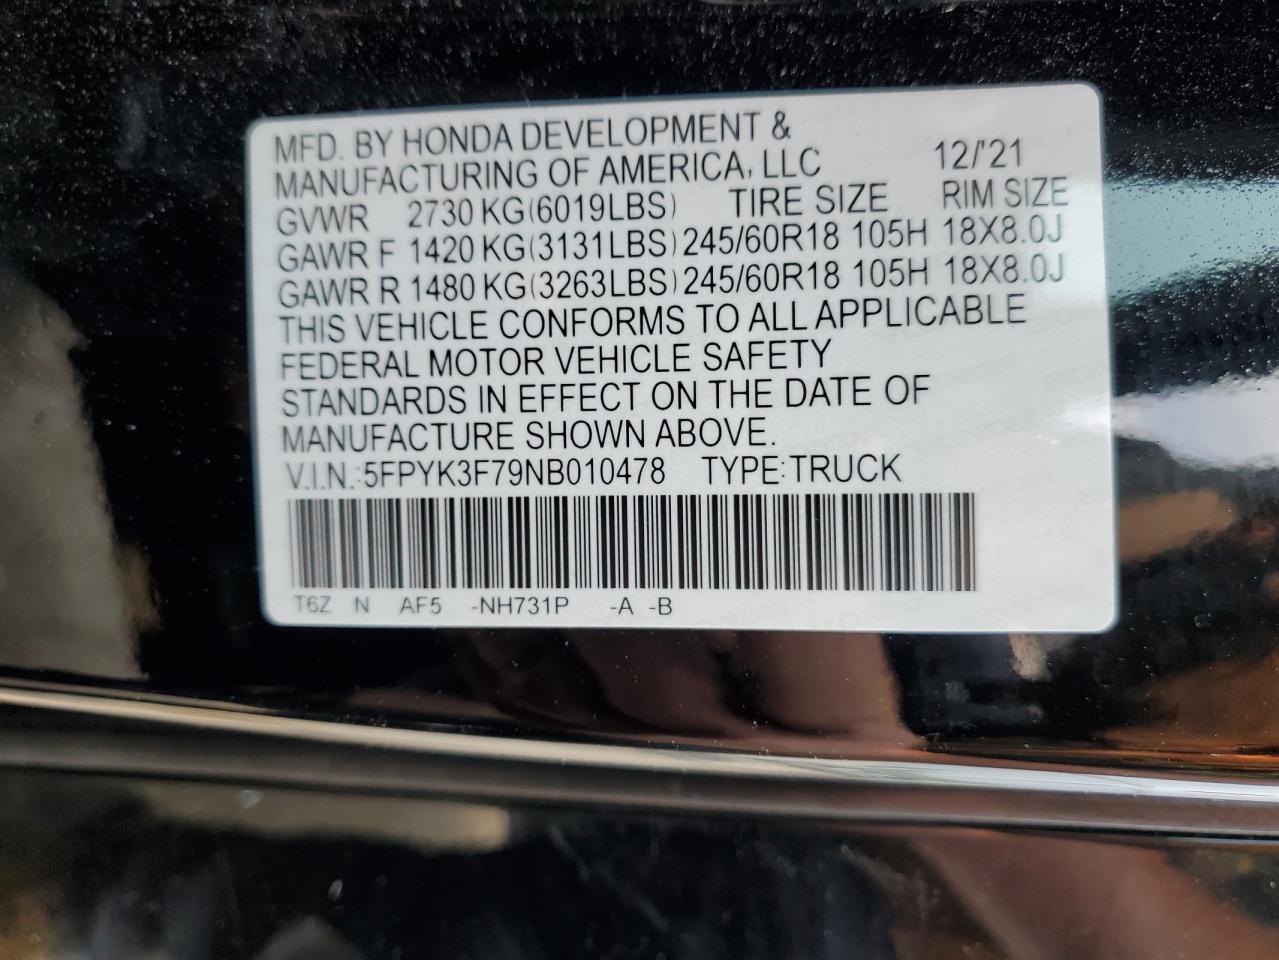 MFD. BY HONDA DEVELOPMENT &
MANUFACTURING OF AMERICA, LLC 12/'21
GVWR 2730 KG(6019LBS) TIRE SIZE RIM SIZE
GAWR F 1420 KG(3131LBS) 245/60R18 105H 18X8.0J
GAWR R 1480 KG(3263LBS) 245/60R18 105H 18X8.0J
THIS VEHICLE CONFORMS TO ALL APPLICABLE
FEDERAL MOTOR VEHICLE SAFETY
STANDARDS IN EFFECT ON THE DATE OF
MANUFACTURE SHOWN ABOVE.
V.I.N.:5FPYK3F79NB010478 TYPE:TRUCK
T6Z N AF5 -NH731P -A -B